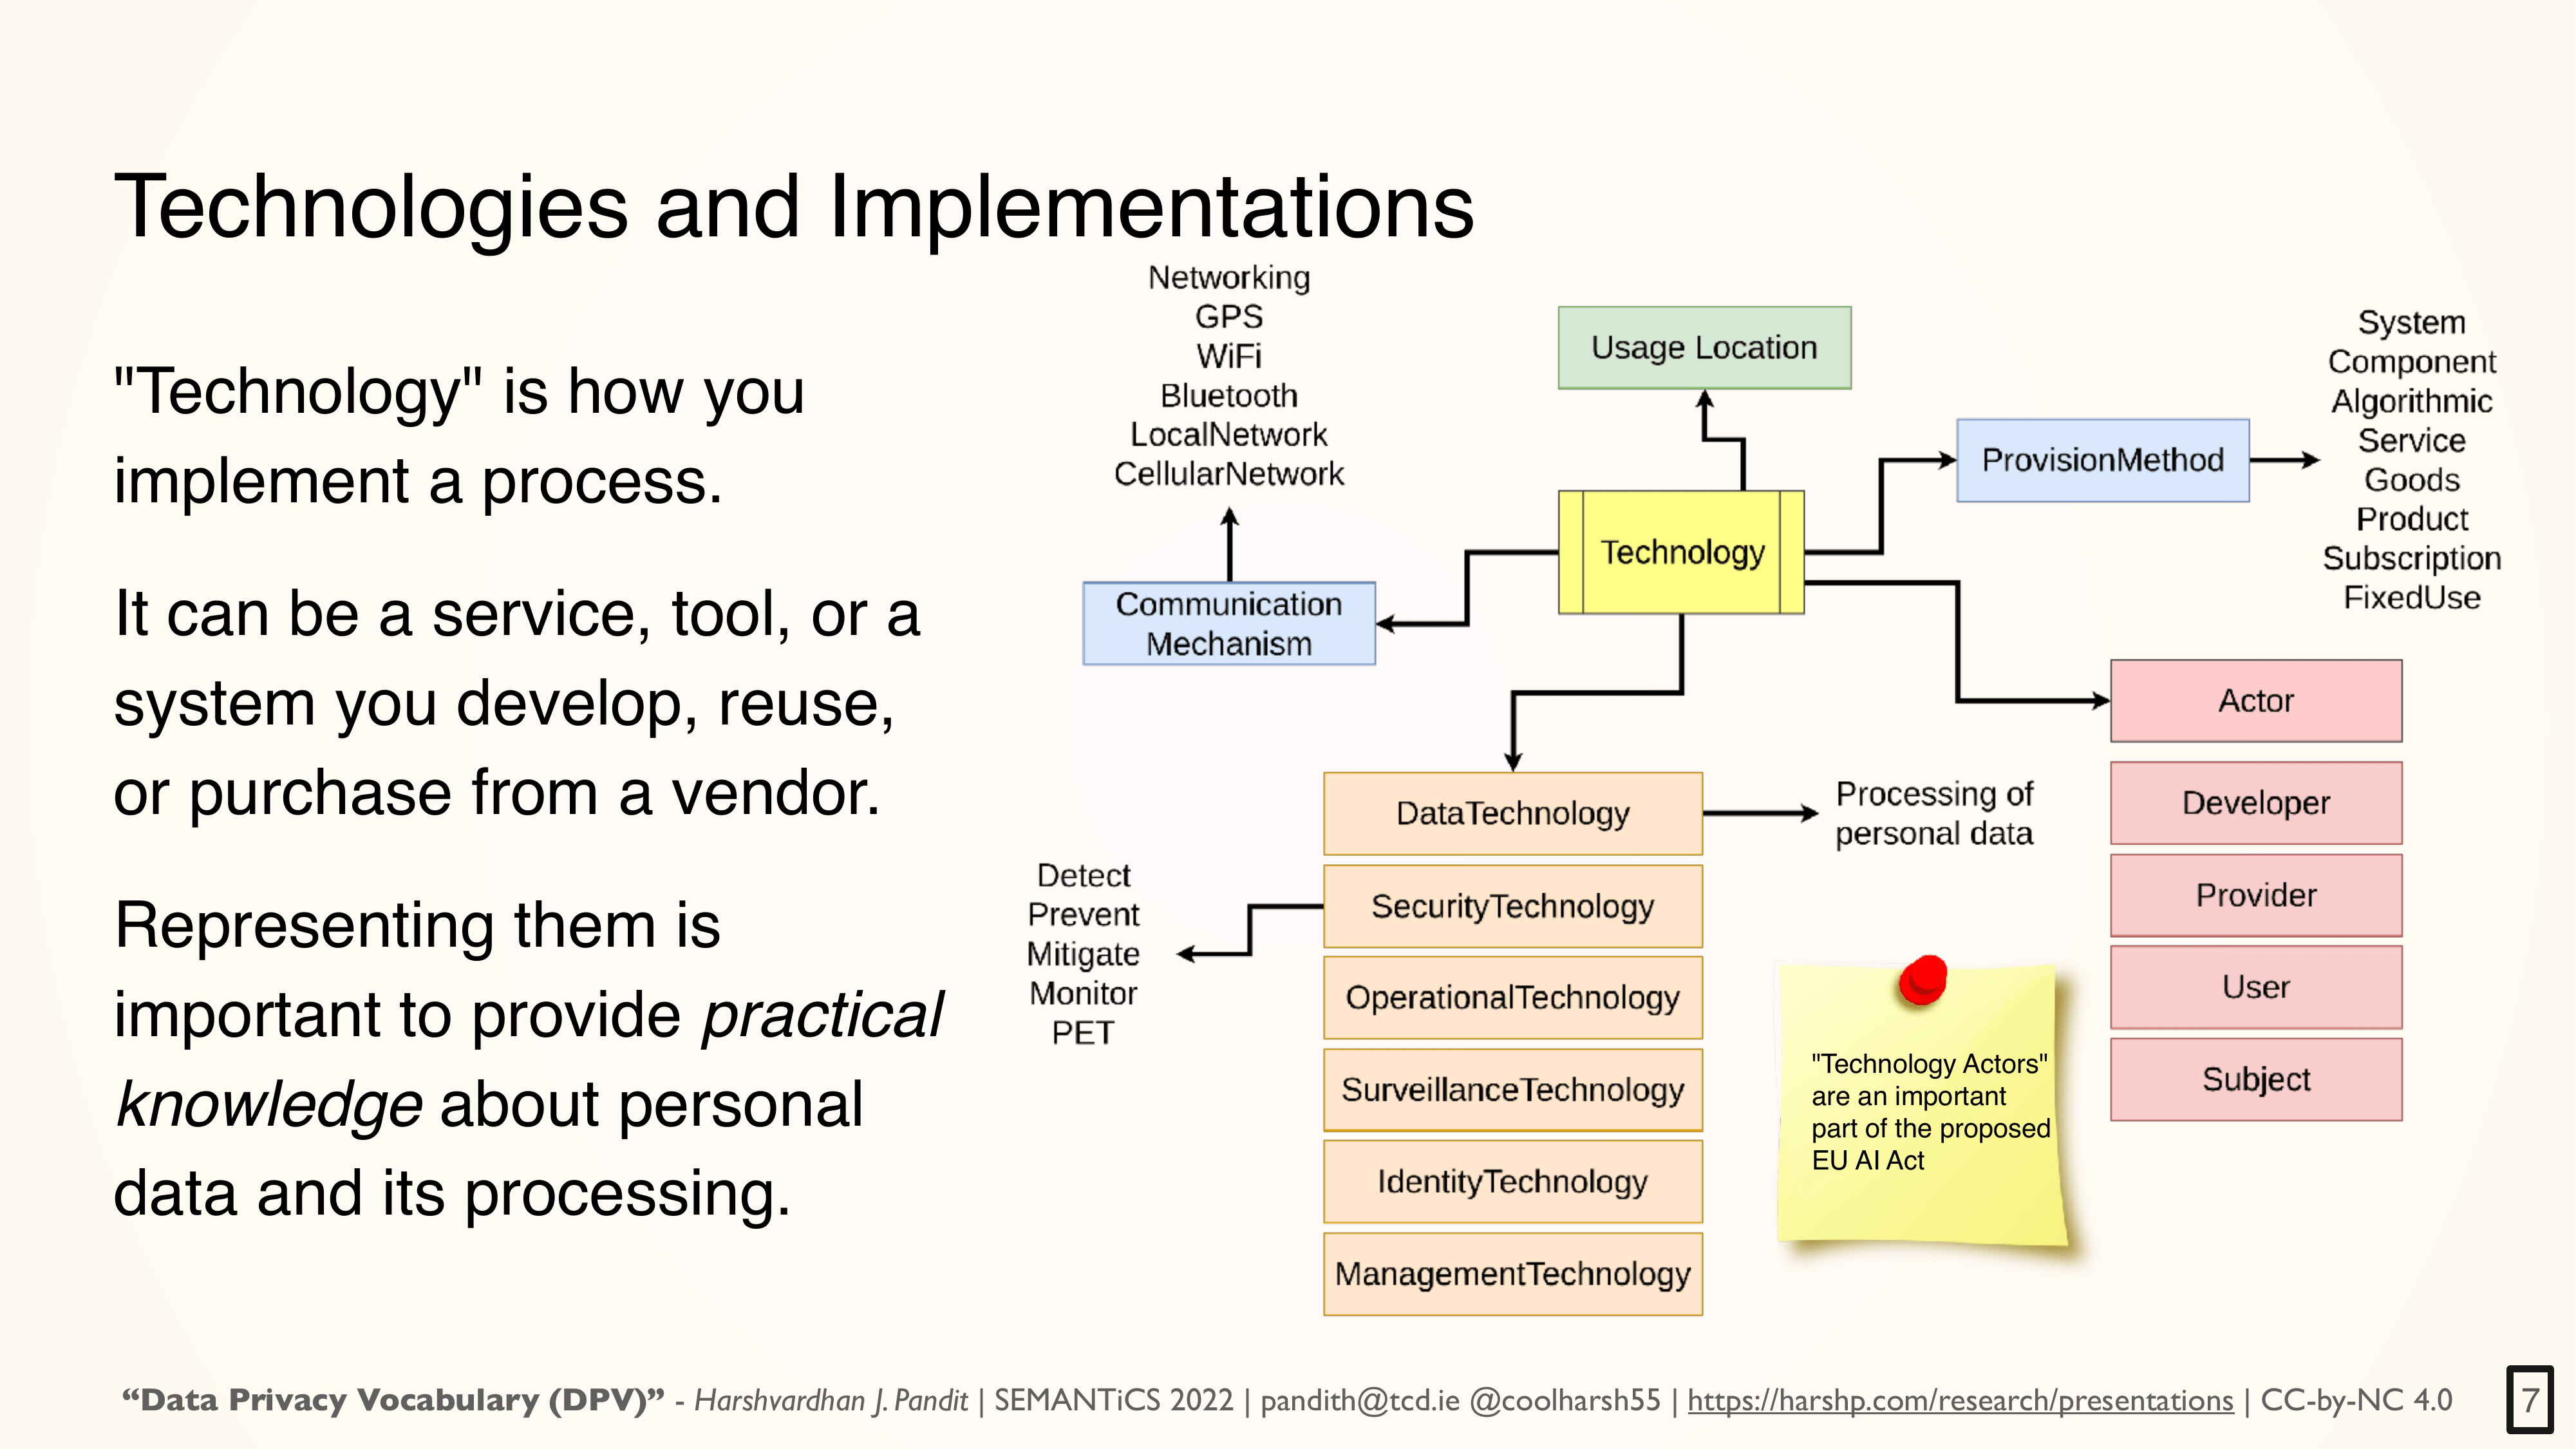 Technologies and Implementations
"Technology" is how you
implement a process.
It can be a service, tool, or a
system you develop, reuse,
or purchase from a vendor.
Representing them is
important to provide practical
knowledge about personal
data and its processing.
Networking
GPS
WiFi
Bluetooth
LocalNetwork
CellularNetwork
Communication
Mechanism
Usage Location
Technology
ProvisionMethod
System
Component
Algorithmic
Service
Goods
Product
Subscription
FixedUse
Actor
Developer
Provider
User
Subject
DataTechnology
SecurityTechnology
OperationalTechnology
SurveillanceTechnology
IdentityTechnology
ManagementTechnology
Processing of
personal data
Detect
Prevent
Mitigate
Monitor
PET
"Technology Actors"
are an important
part of the proposed
EU AI Act
“Data Privacy Vocabulary (DPV)” - Harshvardhan J. Pandit | SEMANTiCS 2022 | pandith@tcd.ie @coolharsh55 | https://harshp.com/research/presentations | CC-by-NC 4.0
7